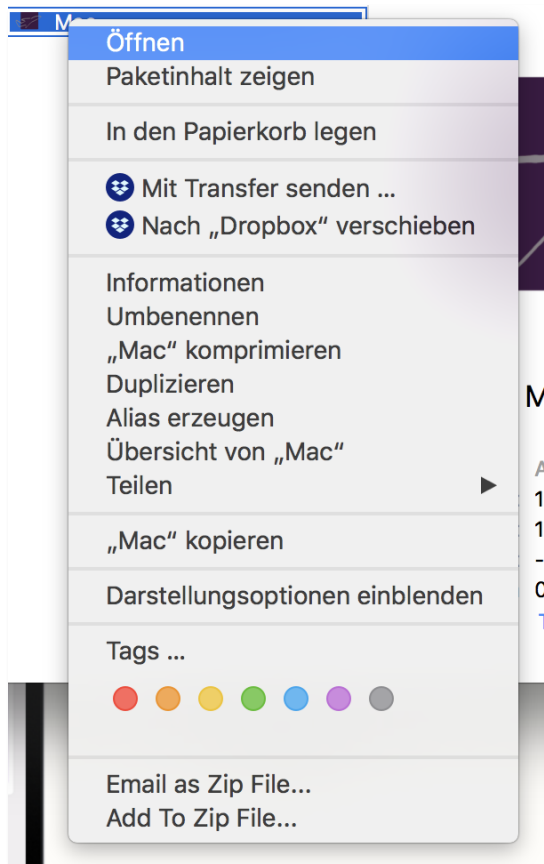 Mac
Öffnen
Paketinhalt zeigen
In den Papierkorb legen
Mit Transfer senden ...
Nach „Dropbox“ verschieben
Informationen
Umbenennen
„Mac“ komprimieren
Duplizieren
Alias erzeugen
Übersicht von „Mac“
Teilen
„Mac“ kopieren
Darstellungsoptionen einblenden
Tags ...
Email as Zip File...
Add To Zip File...